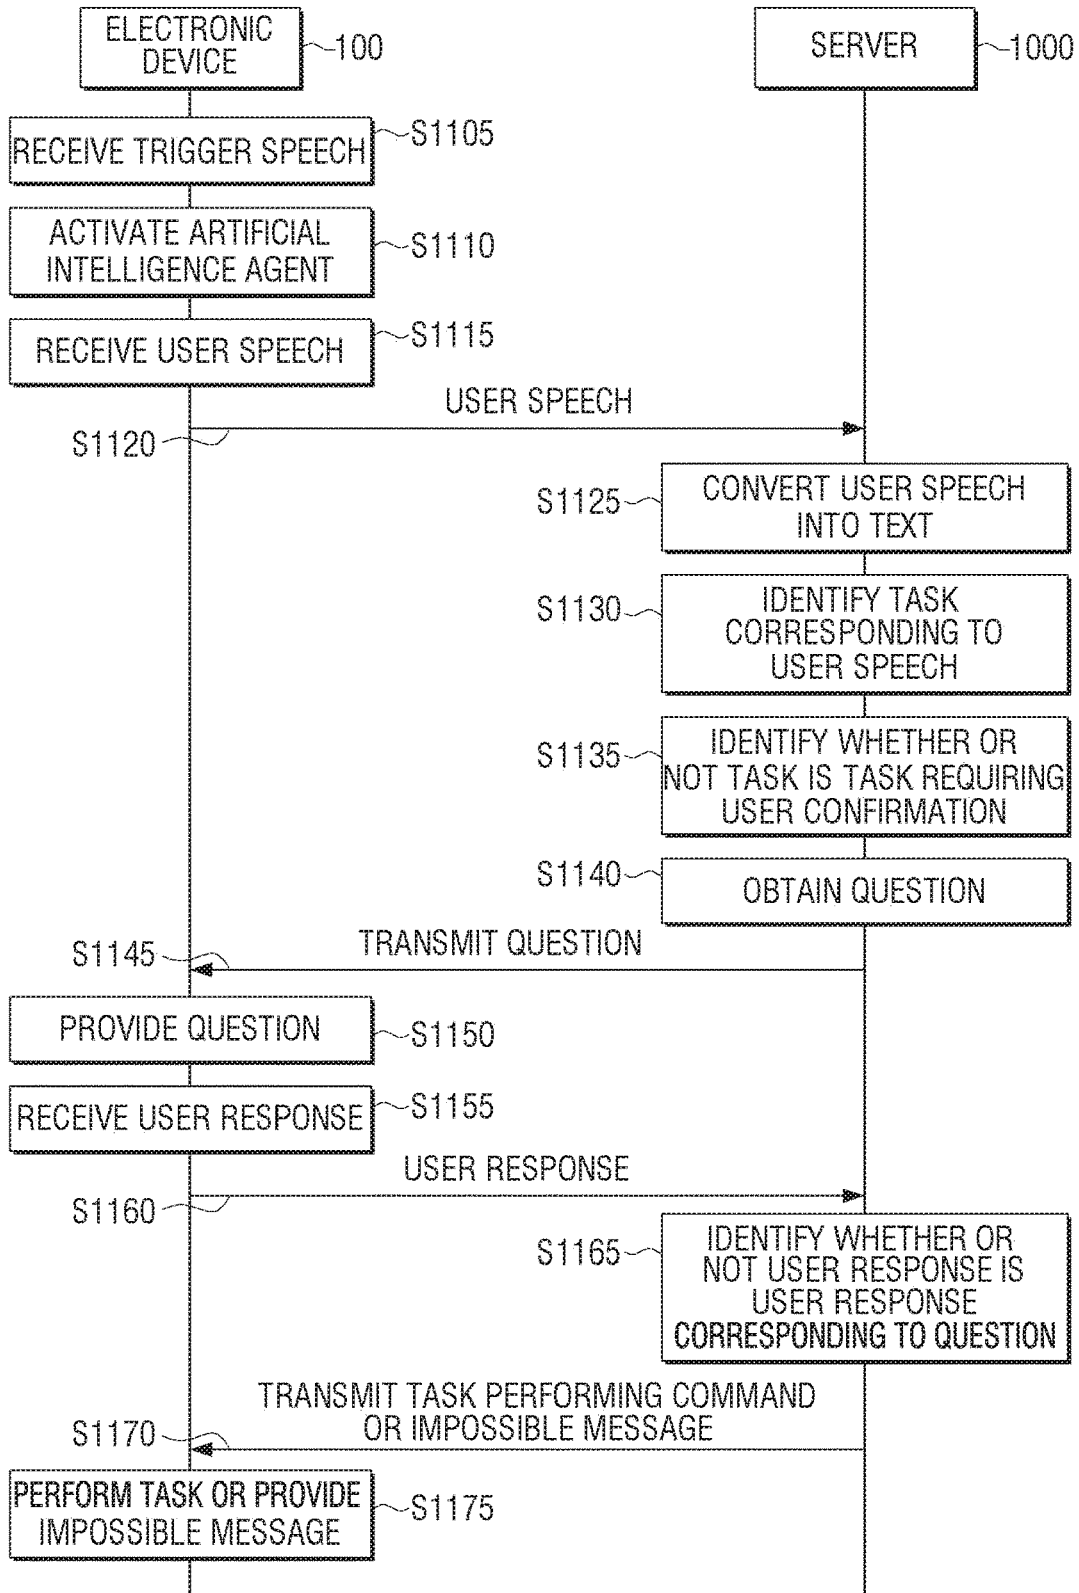 ELECTRONIC
DEVICE
100
SERVER
1000
RECEIVE TRIGGER SPEECH
S1105
ACTIVATE ARTIFICIAL
INTELLIGENCE AGENT
S1110
RECEIVE USER SPEECH
S1115
USER SPEECH
S1120
S1125
CONVERT USER SPEECH
INTO TEXT
S1130
IDENTIFY TASK
CORRESPONDING TO
USER SPEECH
S1135
IDENTIFY WHETHER OR
NOT TASK IS TASK REQUIRING
USER CONFIRMATION
S1140
OBTAIN QUESTION
TRANSMIT QUESTION
S1145
PROVIDE QUESTION
S1150
RECEIVE USER RESPONSE
S1155
USER RESPONSE
S1160
S1165
IDENTIFY WHETHER OR
NOT USER RESPONSE IS
USER RESPONSE
CORRESPONDING TO QUESTION
TRANSMIT TASK PERFORMING COMMAND
OR IMPOSSIBLE MESSAGE
S1170
PERFORM TASK OR PROVIDE
IMPOSSIBLE MESSAGE
S1175